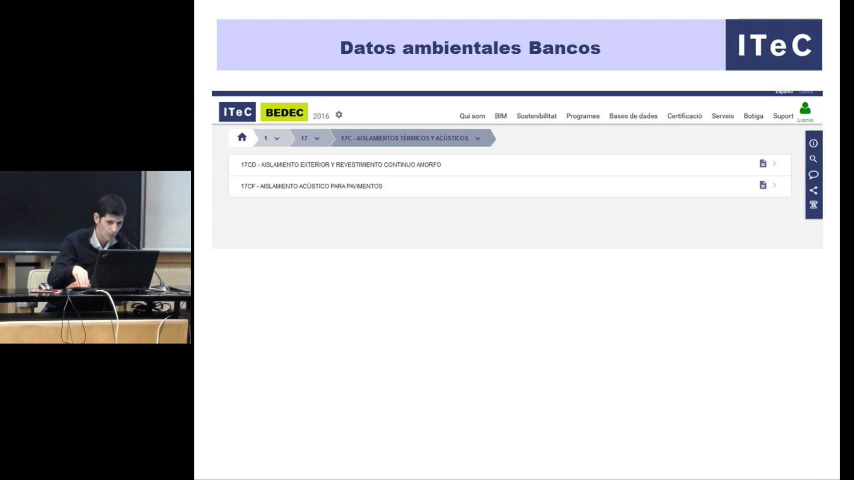 Datos ambientales Bancos
ITeC
Español
ITeC BEDEC 2016
Qui som BIM Sostenibilitat Programes Bases de dades Certificació Serveis Botiga Suport
1 17 17C - AISLAMIENTOS TÉRMICOS Y ACÚSTICOS
17CD - AISLAMIENTO EXTERIOR Y REVESTIMIENTO CONTINUO AMORFO
17CF - AISLAMIENTO ACÚSTICO PARA PAVIMENTOS